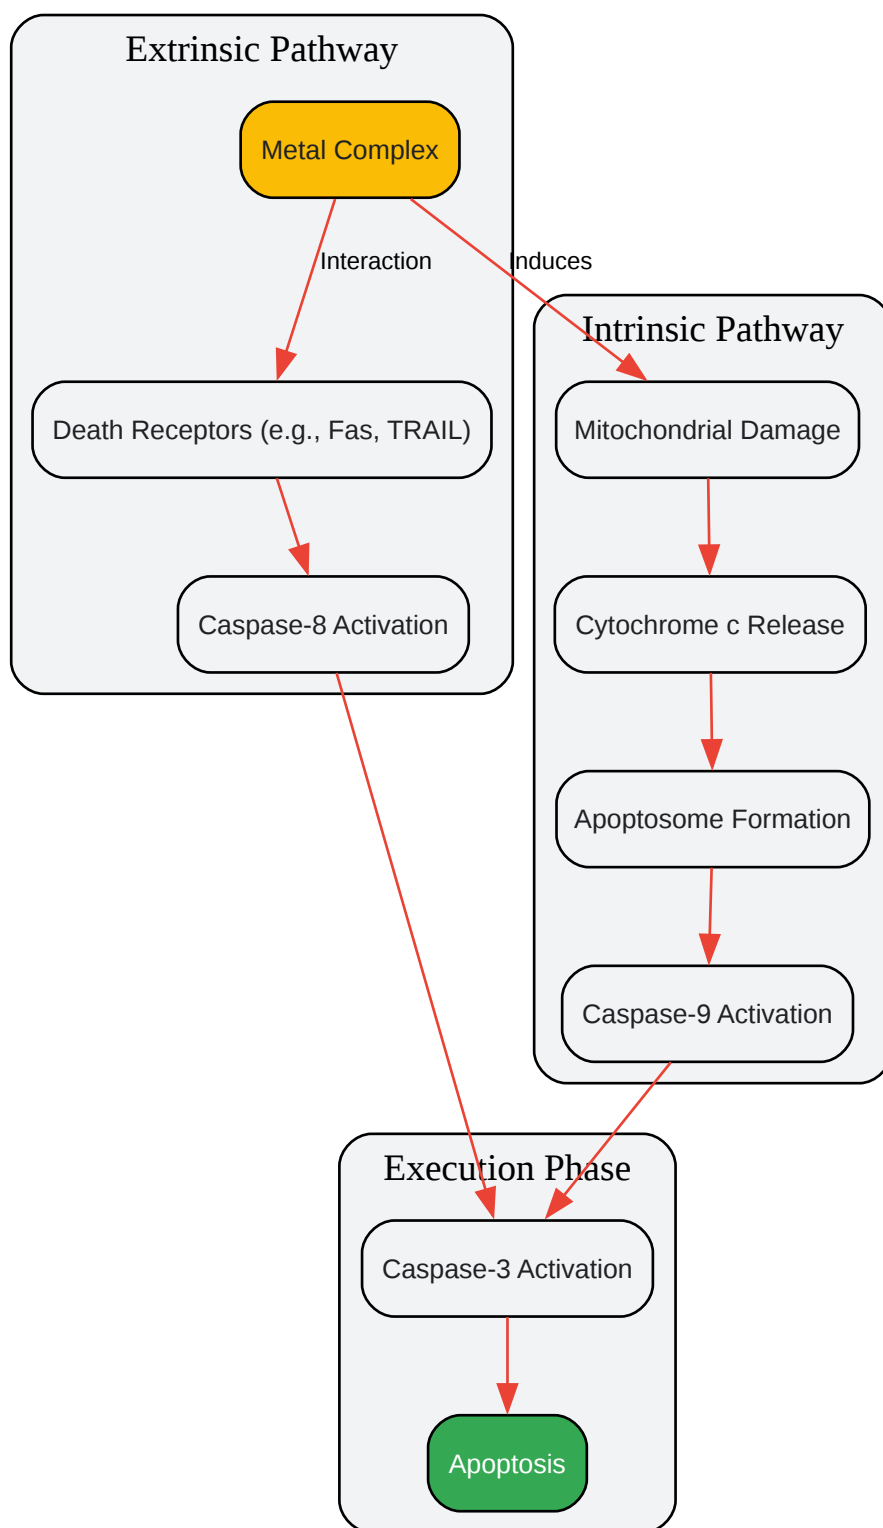 Extrinsic Pathway
Metal Complex
Interaction
Induces
Intrinsic Pathway
Death Receptors (e.g., Fas, TRAIL)
Mitochondrial Damage
Caspase-8 Activation
Cytochrome c Release
Apoptosome Formation
Caspase-9 Activation
Execution Phase
Caspase-3 Activation
Apoptosis